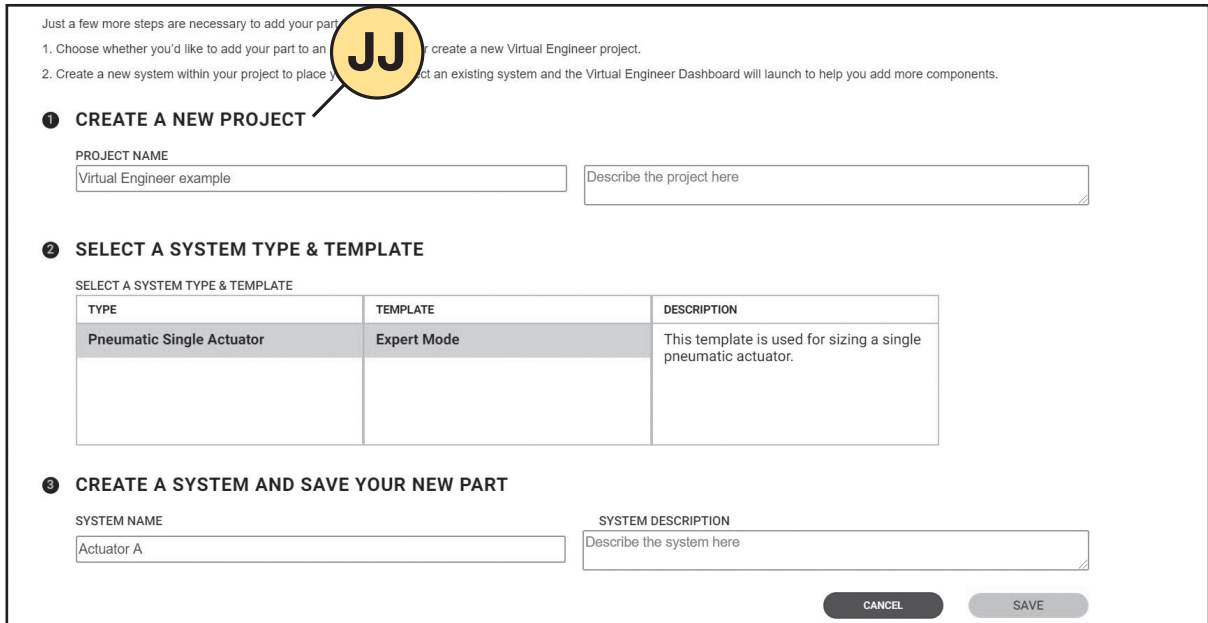 Just a few more steps are necessary to add your part
JJ
1. Choose whether you'd like to add your part to an r create a new Virtual Engineer project.
2. Create a new system within your project to place y ct an existing system and the Virtual Engineer Dashboard will launch to help you add more components.
1 CREATE A NEW PROJECT
PROJECT NAME
Virtual Engineer example
Describe the project here
2 SELECT A SYSTEM TYPE & TEMPLATE
SELECT A SYSTEM TYPE & TEMPLATE
TYPE TEMPLATE DESCRIPTION
Pneumatic Single Actuator Expert Mode This template is used for sizing a single
pneumatic actuator.
3 CREATE A SYSTEM AND SAVE YOUR NEW PART
SYSTEM NAME SYSTEM DESCRIPTION
Actuator A Describe the system here
CANCEL SAVE